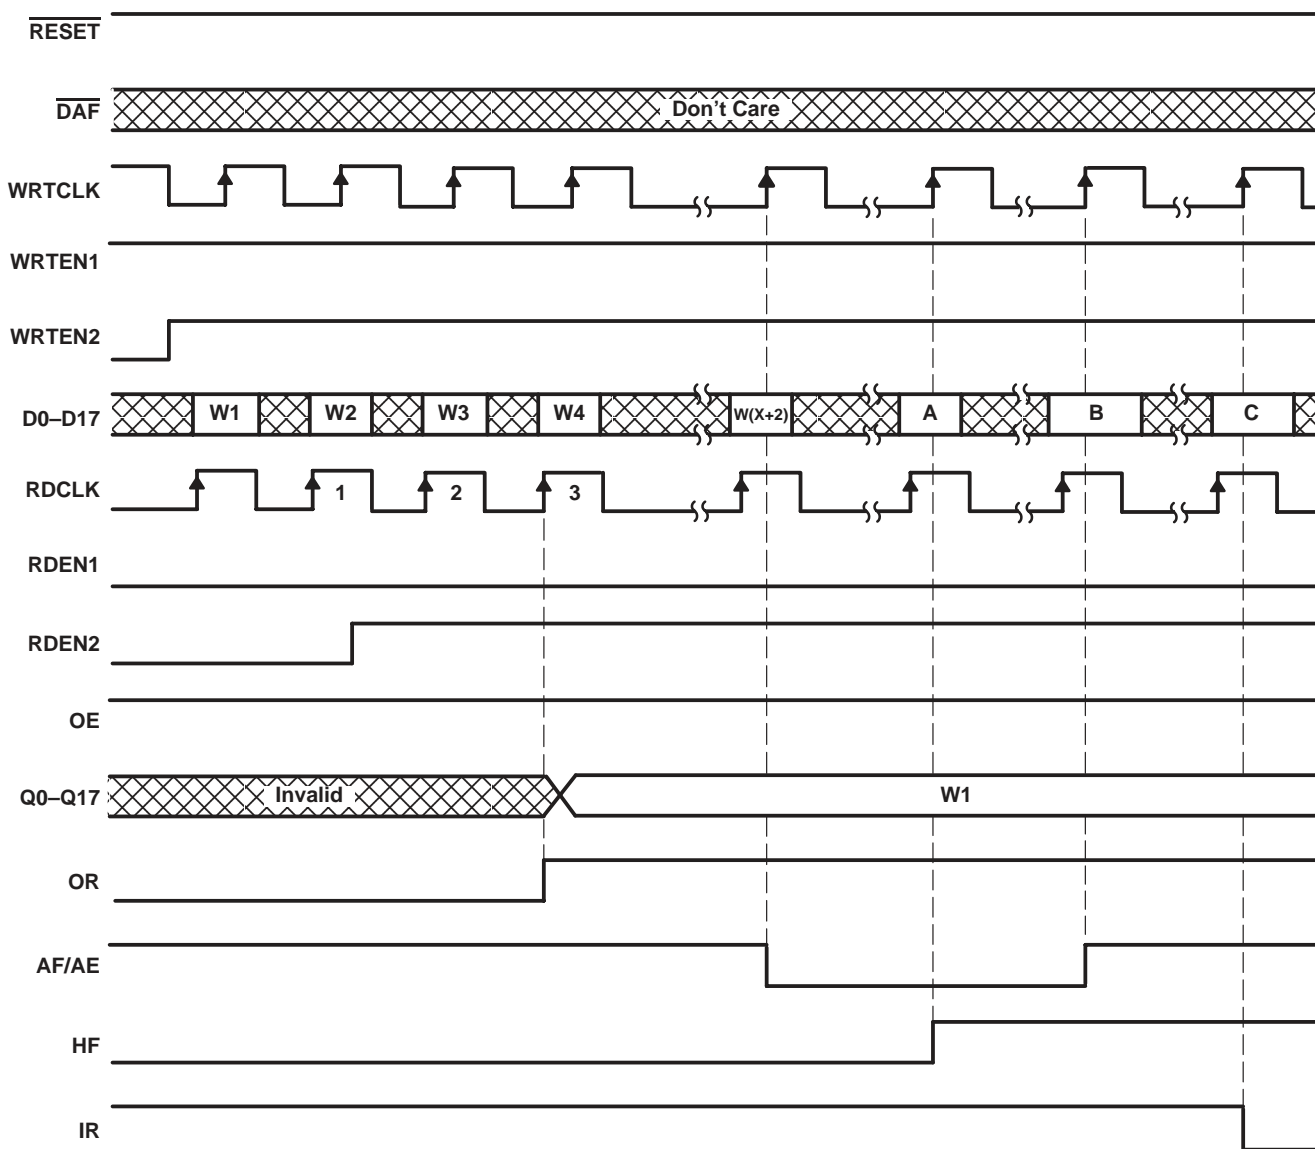 RESET
DAF
Don't Care
WRTCLK
WRTEN1
WRTEN2
D0–D17 W1 W2 W3 W4 W(X+2) A B C
RDCLK 1 2 3
RDEN1
RDEN2
OE
Q0–Q17 Invalid W1
OR
AF/AE
HF
IR